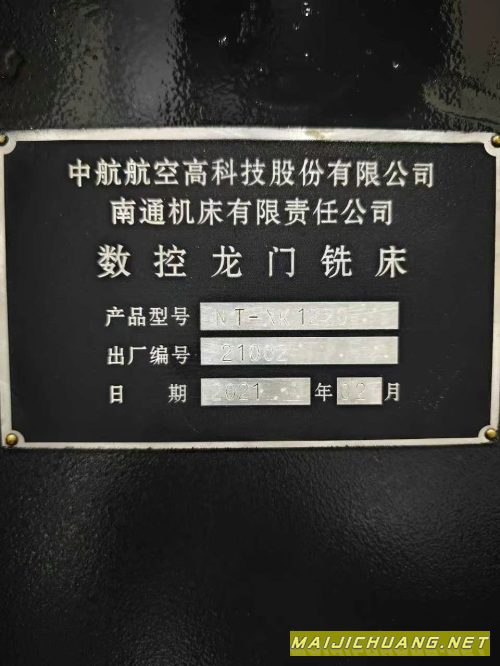 中航航空高科技股份有限公司
南通机床有限责任公司
数控龙门铣床
产品型号
出厂编号 21002
日 期 2021 年 02 月
MAIJICHUANG.NET